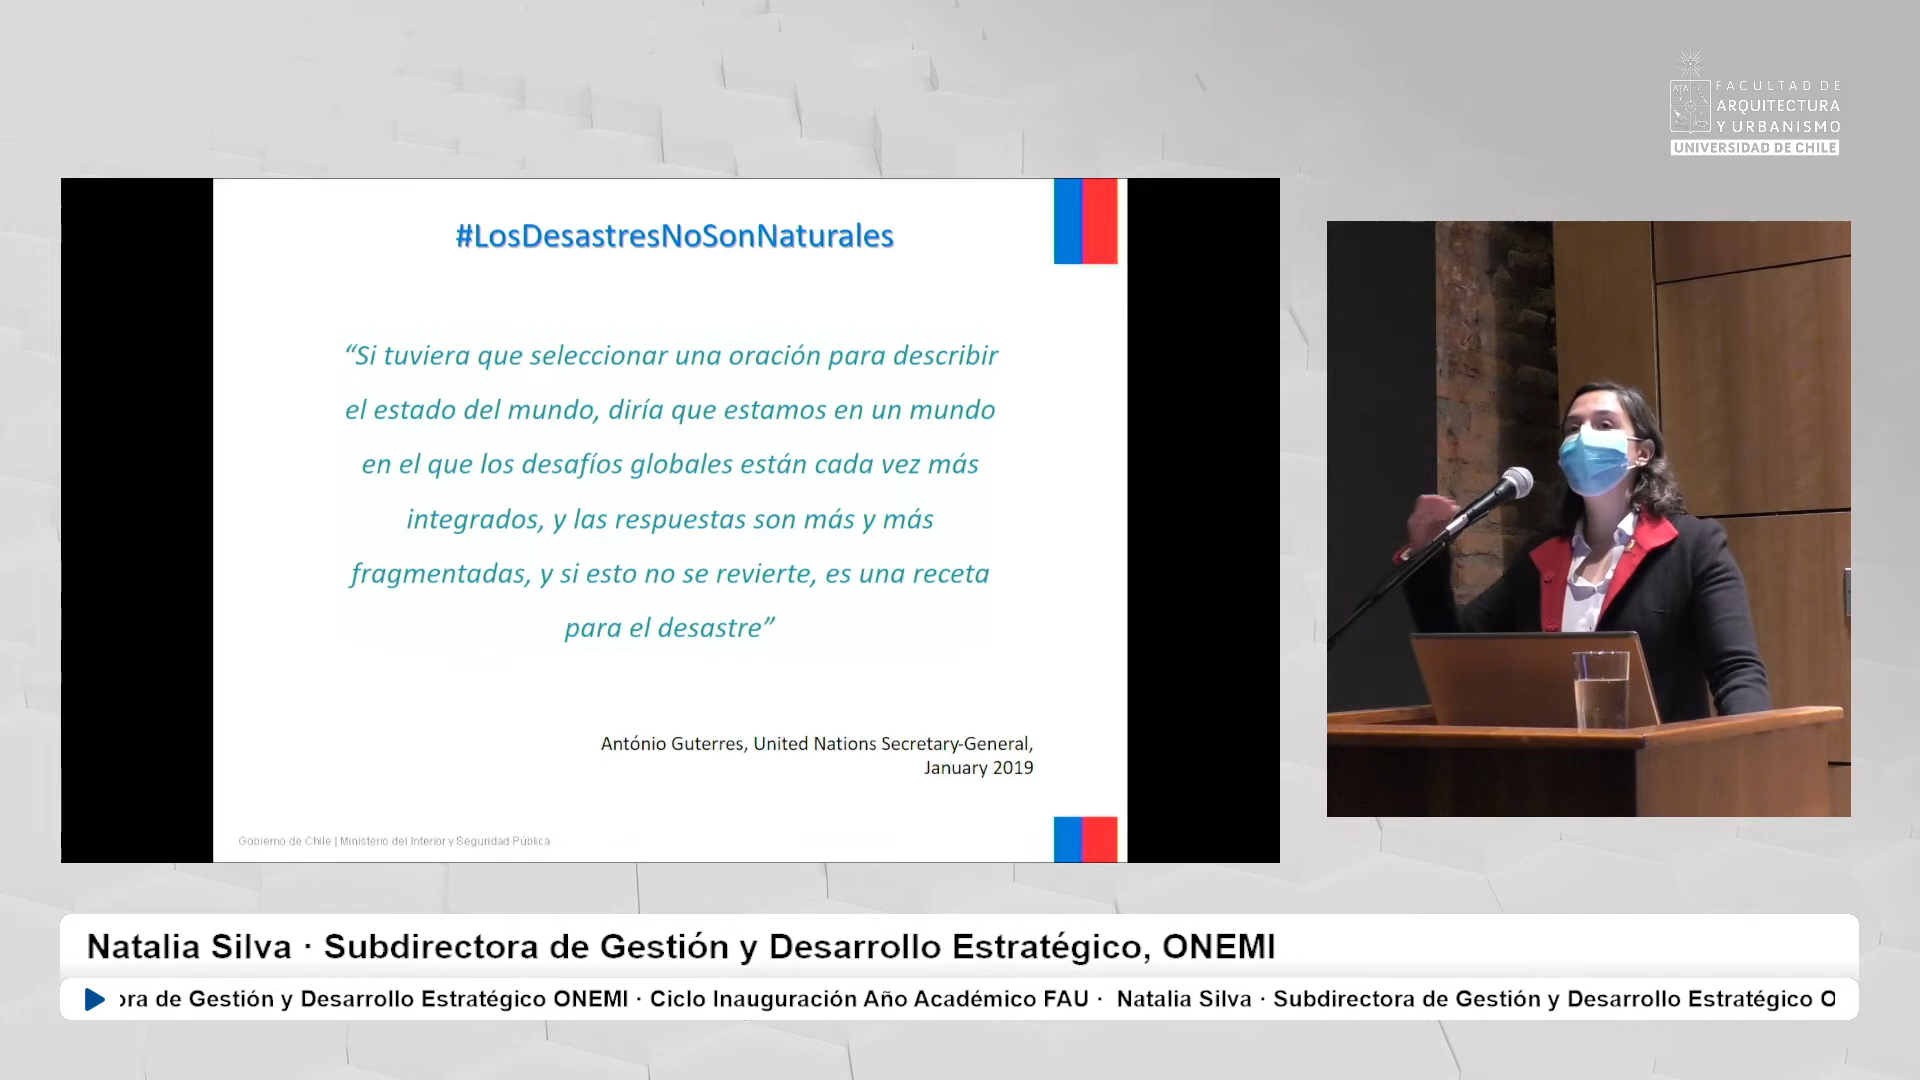 FACULTAD DE
ARQUITECTURA
Y URBANISMO
UNIVERSIDAD DE CHILE
#LosDesastresNoSonNaturales
“Si tuviera que seleccionar una oración para describir
el estado del mundo, diría que estamos en un mundo
en el que los desafíos globales están cada vez más
integrados, y las respuestas son más y más
fragmentadas, y si esto no se revierte, es una receta
para el desastre”
António Guterres, United Nations Secretary-General,
January 2019
Gobierno de Chile | Ministerio del Interior y Seguridad Pública
Natalia Silva · Subdirectora de Gestión y Desarrollo Estratégico, ONEMI
ora de Gestión y Desarrollo Estratégico ONEMI · Ciclo Inauguración Año Académico FAU · Natalia Silva · Subdirectora de Gestión y Desarrollo Estratégico O